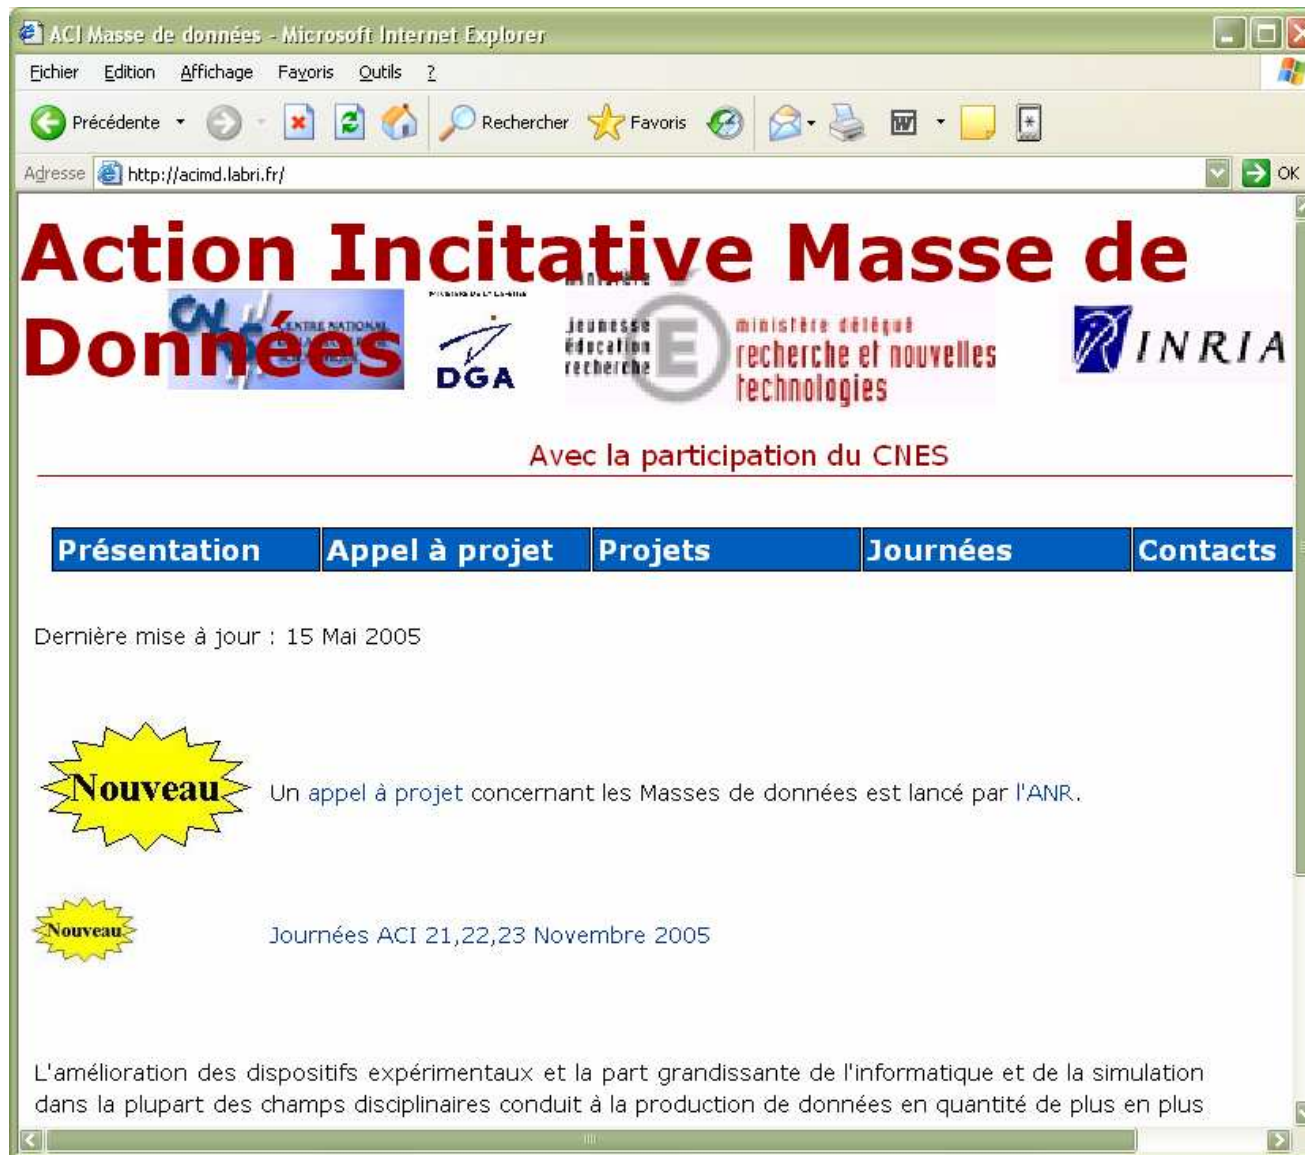 ACI Masse de données - Microsoft Internet Explorer
Fichier Edition Affichage Favoris Outils ?
Précédente Rechercher Favoris
Adresse http://acimd.labri.fr/ OK
Action Incitative Masse de
Données
CENTRE NATIONAL
DGA
jeunesse
éducation
recherche
É
ministère délégué
recherche et nouvelles
technologies
INRIA
Avec la participation du CNES
Présentation Appel à projet Projets Journées Contacts
Dernière mise à jour : 15 Mai 2005
Nouveau Un appel à projet concernant les Masses de données est lancé par l'ANR.
Nouveau Journées ACI 21,22,23 Novembre 2005
L'amélioration des dispositifs expérimentaux et la part grandissante de l'informatique et de la simulation
dans la plupart des champs disciplinaires conduit à la production de données en quantité de plus en plus